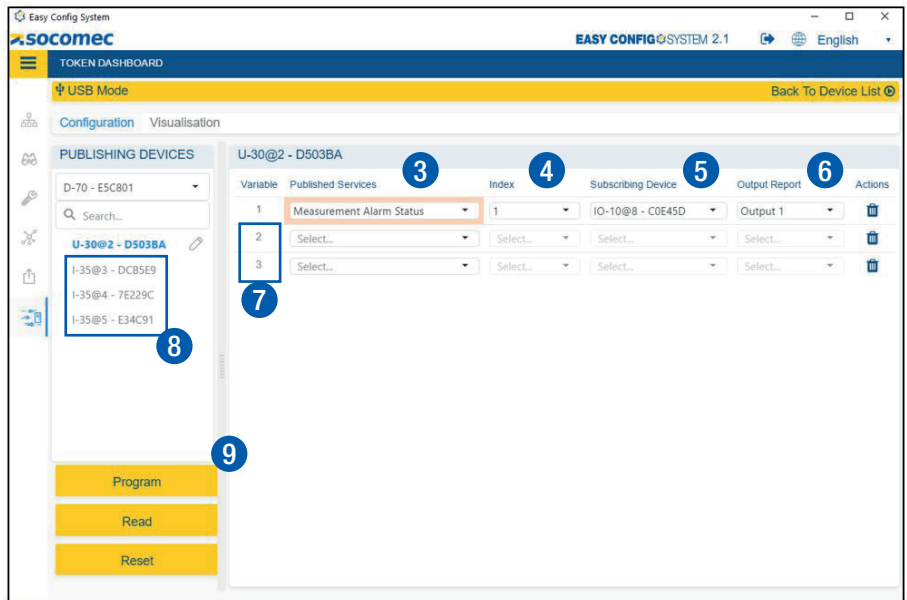 Easy Config System
socomec
EASY CONFIG SYSTEM 2.1 English
TOKEN DASHBOARD
USB Mode Back To Device List
Configuration Visualisation
PUBLISHING DEVICES
D-70 - E5C801
Search...
U-30@2 - D503BA
I-35@3 - DCB5E9
I-35@4 - 7E229C
I-35@5 - E34C91
8
9
Program
Read
Reset
U-30@2 - D503BA
3 4 5 6
Variable Published Services Index Subscribing Device Output Report Actions
1 Measurement Alarm Status 1 IO-10@8 - C0E45D Output 1
2 Select... Select... Select... Select...
3 Select... Select... Select... Select...
7